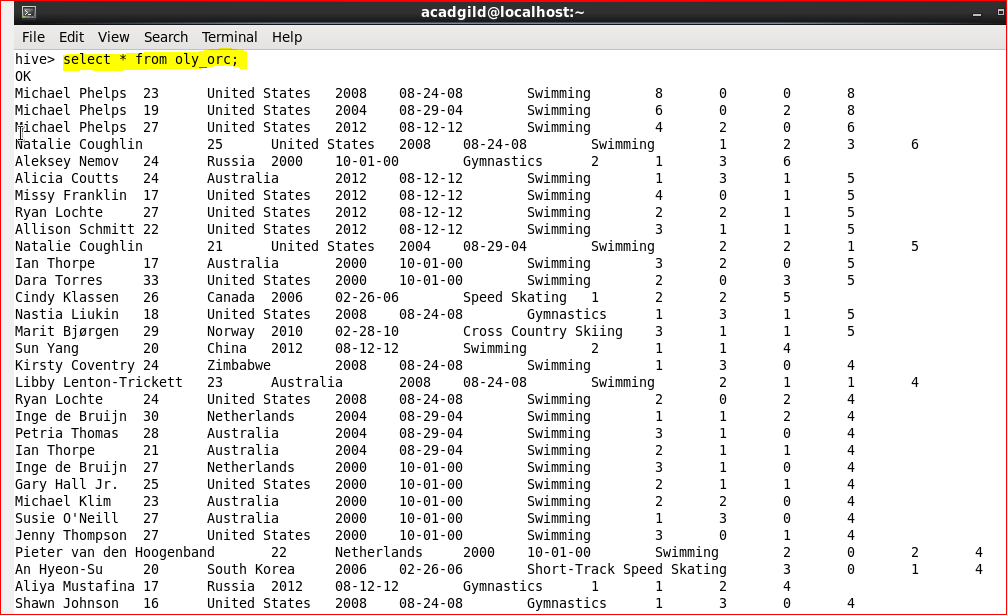 acadgild@localhost:~
File Edit View Search Terminal Help
hive> select * from oly_orc;
OK
Michael Phelps 23 United States 2008 08-24-08 Swimming 8 0 0 8
Michael Phelps 19 United States 2004 08-29-04 Swimming 6 0 2 8
Michael Phelps 27 United States 2012 08-12-12 Swimming 4 2 0 6
Natalie Coughlin 25 United States 2008 08-24-08 Swimming 1 2 3 6
Aleksey Nemov 24 Russia 2000 10-01-00 Gymnastics 2 1 3 6
Alicia Coutts 24 Australia 2012 08-12-12 Swimming 1 3 1 5
Missy Franklin 17 United States 2012 08-12-12 Swimming 4 0 1 5
Ryan Lochte 27 United States 2012 08-12-12 Swimming 2 2 1 5
Allison Schmitt 22 United States 2012 08-12-12 Swimming 3 1 1 5
Natalie Coughlin 21 United States 2004 08-29-04 Swimming 2 2 1 5
Ian Thorpe 17 Australia 2000 10-01-00 Swimming 3 2 0 5
Dara Torres 33 United States 2000 10-01-00 Swimming 2 0 3 5
Cindy Klassen 26 Canada 2006 02-26-06 Speed Skating 1 2 2 5
Nastia Liukin 18 United States 2008 08-24-08 Gymnastics 1 3 1 5
Marit Bjørgen 29 Norway 2010 02-28-10 Cross Country Skiing 3 1 1 5
Sun Yang 20 China 2012 08-12-12 Swimming 2 1 1 4
Kirsty Coventry 24 Zimbabwe 2008 08-24-08 Swimming 1 3 0 4
Libby Lenton-Trickett 23 Australia 2008 08-24-08 Swimming 2 1 1 4
Ryan Lochte 24 United States 2008 08-24-08 Swimming 2 0 2 4
Inge de Bruijn 30 Netherlands 2004 08-29-04 Swimming 1 1 2 4
Petria Thomas 28 Australia 2004 08-29-04 Swimming 3 1 0 4
Ian Thorpe 21 Australia 2004 08-29-04 Swimming 2 1 1 4
Inge de Bruijn 27 Netherlands 2000 10-01-00 Swimming 3 1 0 4
Gary Hall Jr. 25 United States 2000 10-01-00 Swimming 2 1 1 4
Michael Klim 23 Australia 2000 10-01-00 Swimming 2 2 0 4
Susie O'Neill 27 Australia 2000 10-01-00 Swimming 1 3 0 4
Jenny Thompson 27 United States 2000 10-01-00 Swimming 3 0 1 4
Pieter van den Hoogenband 22 Netherlands 2000 10-01-00 Swimming 2 0 2 4
An Hyeon-Su 20 South Korea 2006 02-26-06 Short-Track Speed Skating 3 0 1 4
Aliya Mustafina 17 Russia 2012 08-12-12 Gymnastics 1 1 2 4
Shawn Johnson 16 United States 2008 08-24-08 Gymnastics 1 3 0 4